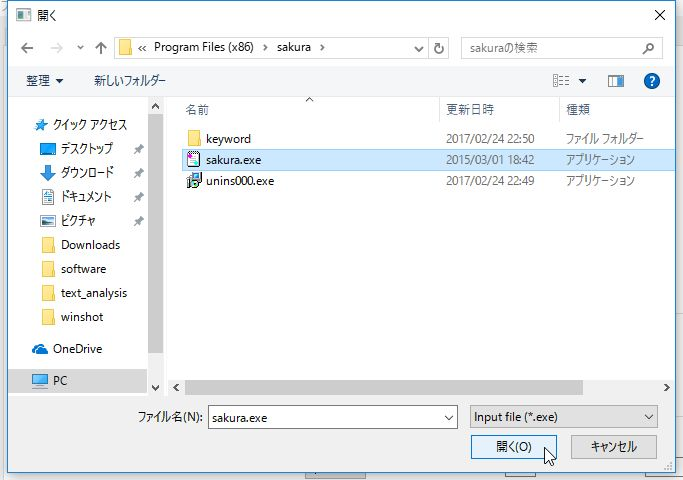 開く
« Program Files (x86) › sakura ›
sakuraの検索
整理
新しいフォルダー
名前 更新日時 種類
keyword 2017/02/24 22:50 ファイル フォルダー
sakura.exe 2015/03/01 18:42 アプリケーション
unins000.exe 2017/02/24 22:49 アプリケーション
クイック アクセス
デスクトップ
ダウンロード
ドキュメント
ピクチャ
Downloads
software
text_analysis
winshot
OneDrive
PC
ファイル名(N): sakura.exe Input file (*.exe)
開く(O) キャンセル